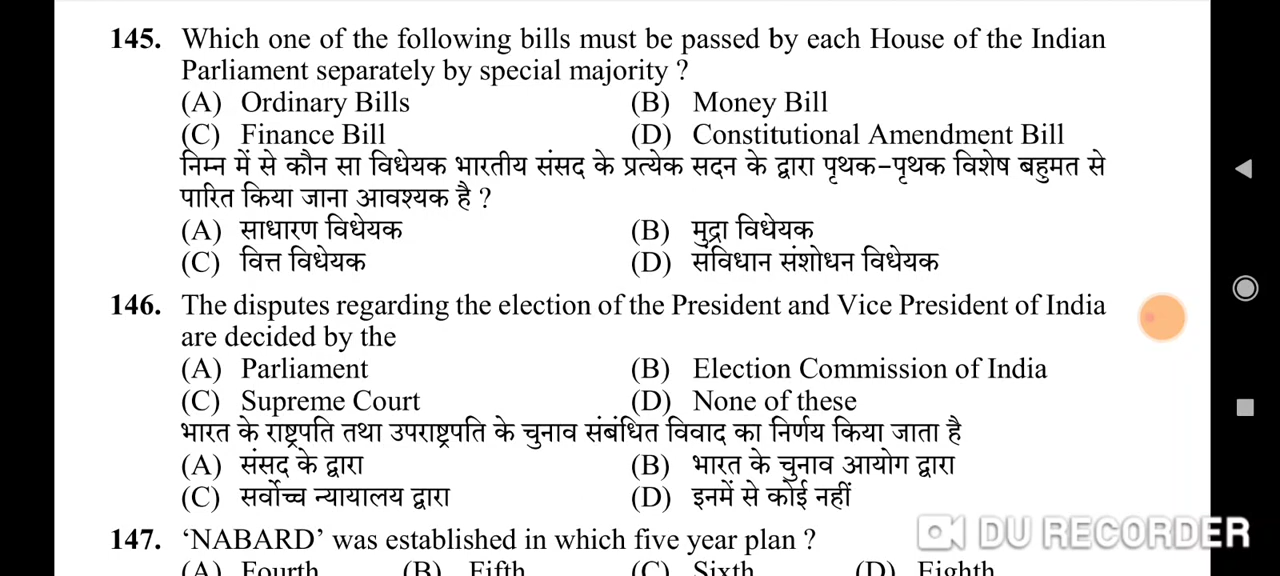 145. Which one of the following bills must be passed by each House of the Indian
Parliament separately by special majority ?
(A) Ordinary Bills (B) Money Bill
(C) Finance Bill (D) Constitutional Amendment Bill
निम्न में से कौन सा विधेयक भारतीय संसद के प्रत्येक सदन के द्वारा पृथक-पृथक विशेष बहुमत से
पारित किया जाना आवश्यक है ?
(A) साधारण विधेयक (B) मुद्रा विधेयक
(C) वित्त विधेयक (D) संविधान संशोधन विधेयक
146. The disputes regarding the election of the President and Vice President of India
are decided by the
(A) Parliament (B) Election Commission of India
(C) Supreme Court (D) None of these
भारत के राष्ट्रपति तथा उपराष्ट्रपति के चुनाव संबंधित विवाद का निर्णय किया जाता है
(A) संसद के द्वारा (B) भारत के चुनाव आयोग द्वारा
(C) सर्वोच्च न्यायालय द्वारा (D) इनमें से कोई नहीं
147. ‘NABARD’ was established in which five year plan ?
(A) Fourth (B) Fifth (C) Sixth (D) Eighth
DU RECORDER